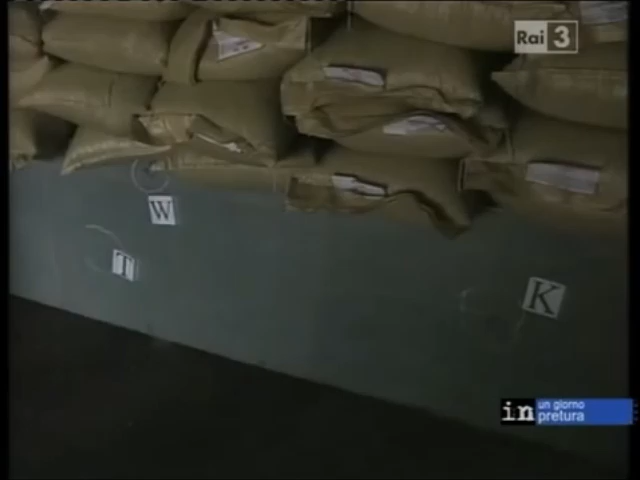 Rai 3
W
T
K
in un giorno
pretura